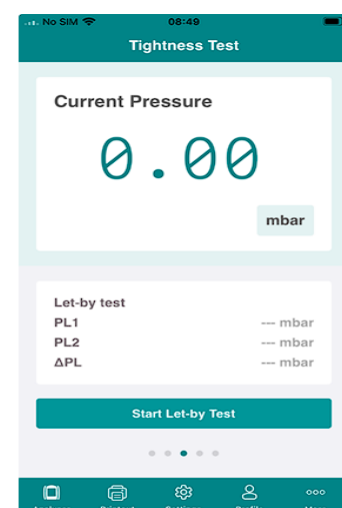 No SIM 08:49
Tightness Test
Current Pressure
0.00
mbar
Let-by test
PL1 --- mbar
PL2 --- mbar
ΔPL --- mbar
Start Let-by Test